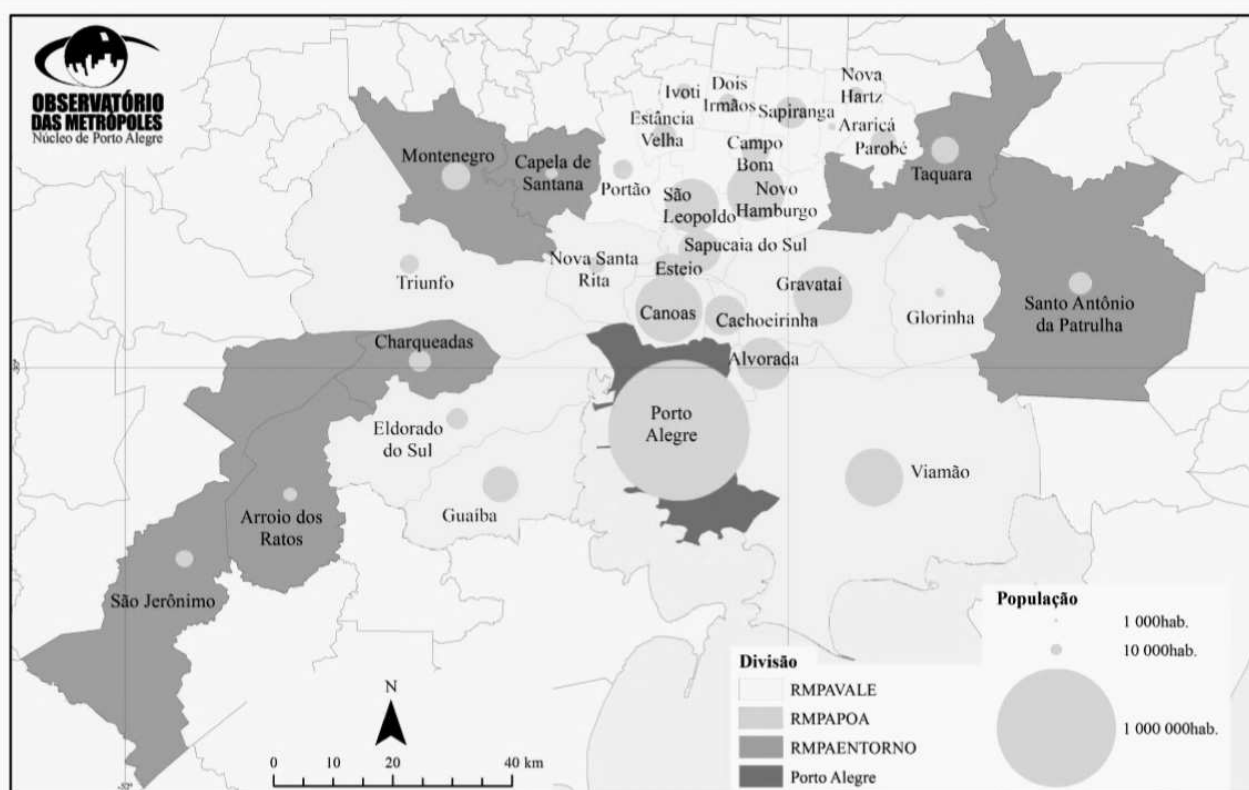 OBSERVATÓRIO
DAS METRÓPOLES
Núcleo de Porto Alegre
Ivoti
Dois
Irmãos
Sapiranga
Nova
Hartz
Estância
Velha
Araricá
Parobé
Campo
Bom
Montenegro
Capela de
Santana
Portão
São
Leopoldo
Novo
Hamburgo
Taquara
Sapucaia do Sul
Nova Santa
Rita
Esteio
Triunfo
Gravataí
Canoas
Cachoeirinha
Glorinha
Santo Antônio
da Patrulha
Charqueadas
Alvorada
Porto
Alegre
Eldorado
do Sul
Viamão
Guaíba
Arroio dos
Ratos
São Jerônimo
N
0 10 20 40 km
Divisão
RMPAVALE
RMPAPOA
RMPAENTORNO
Porto Alegre
População
1 000hab.
10 000hab.
1 000 000hab.